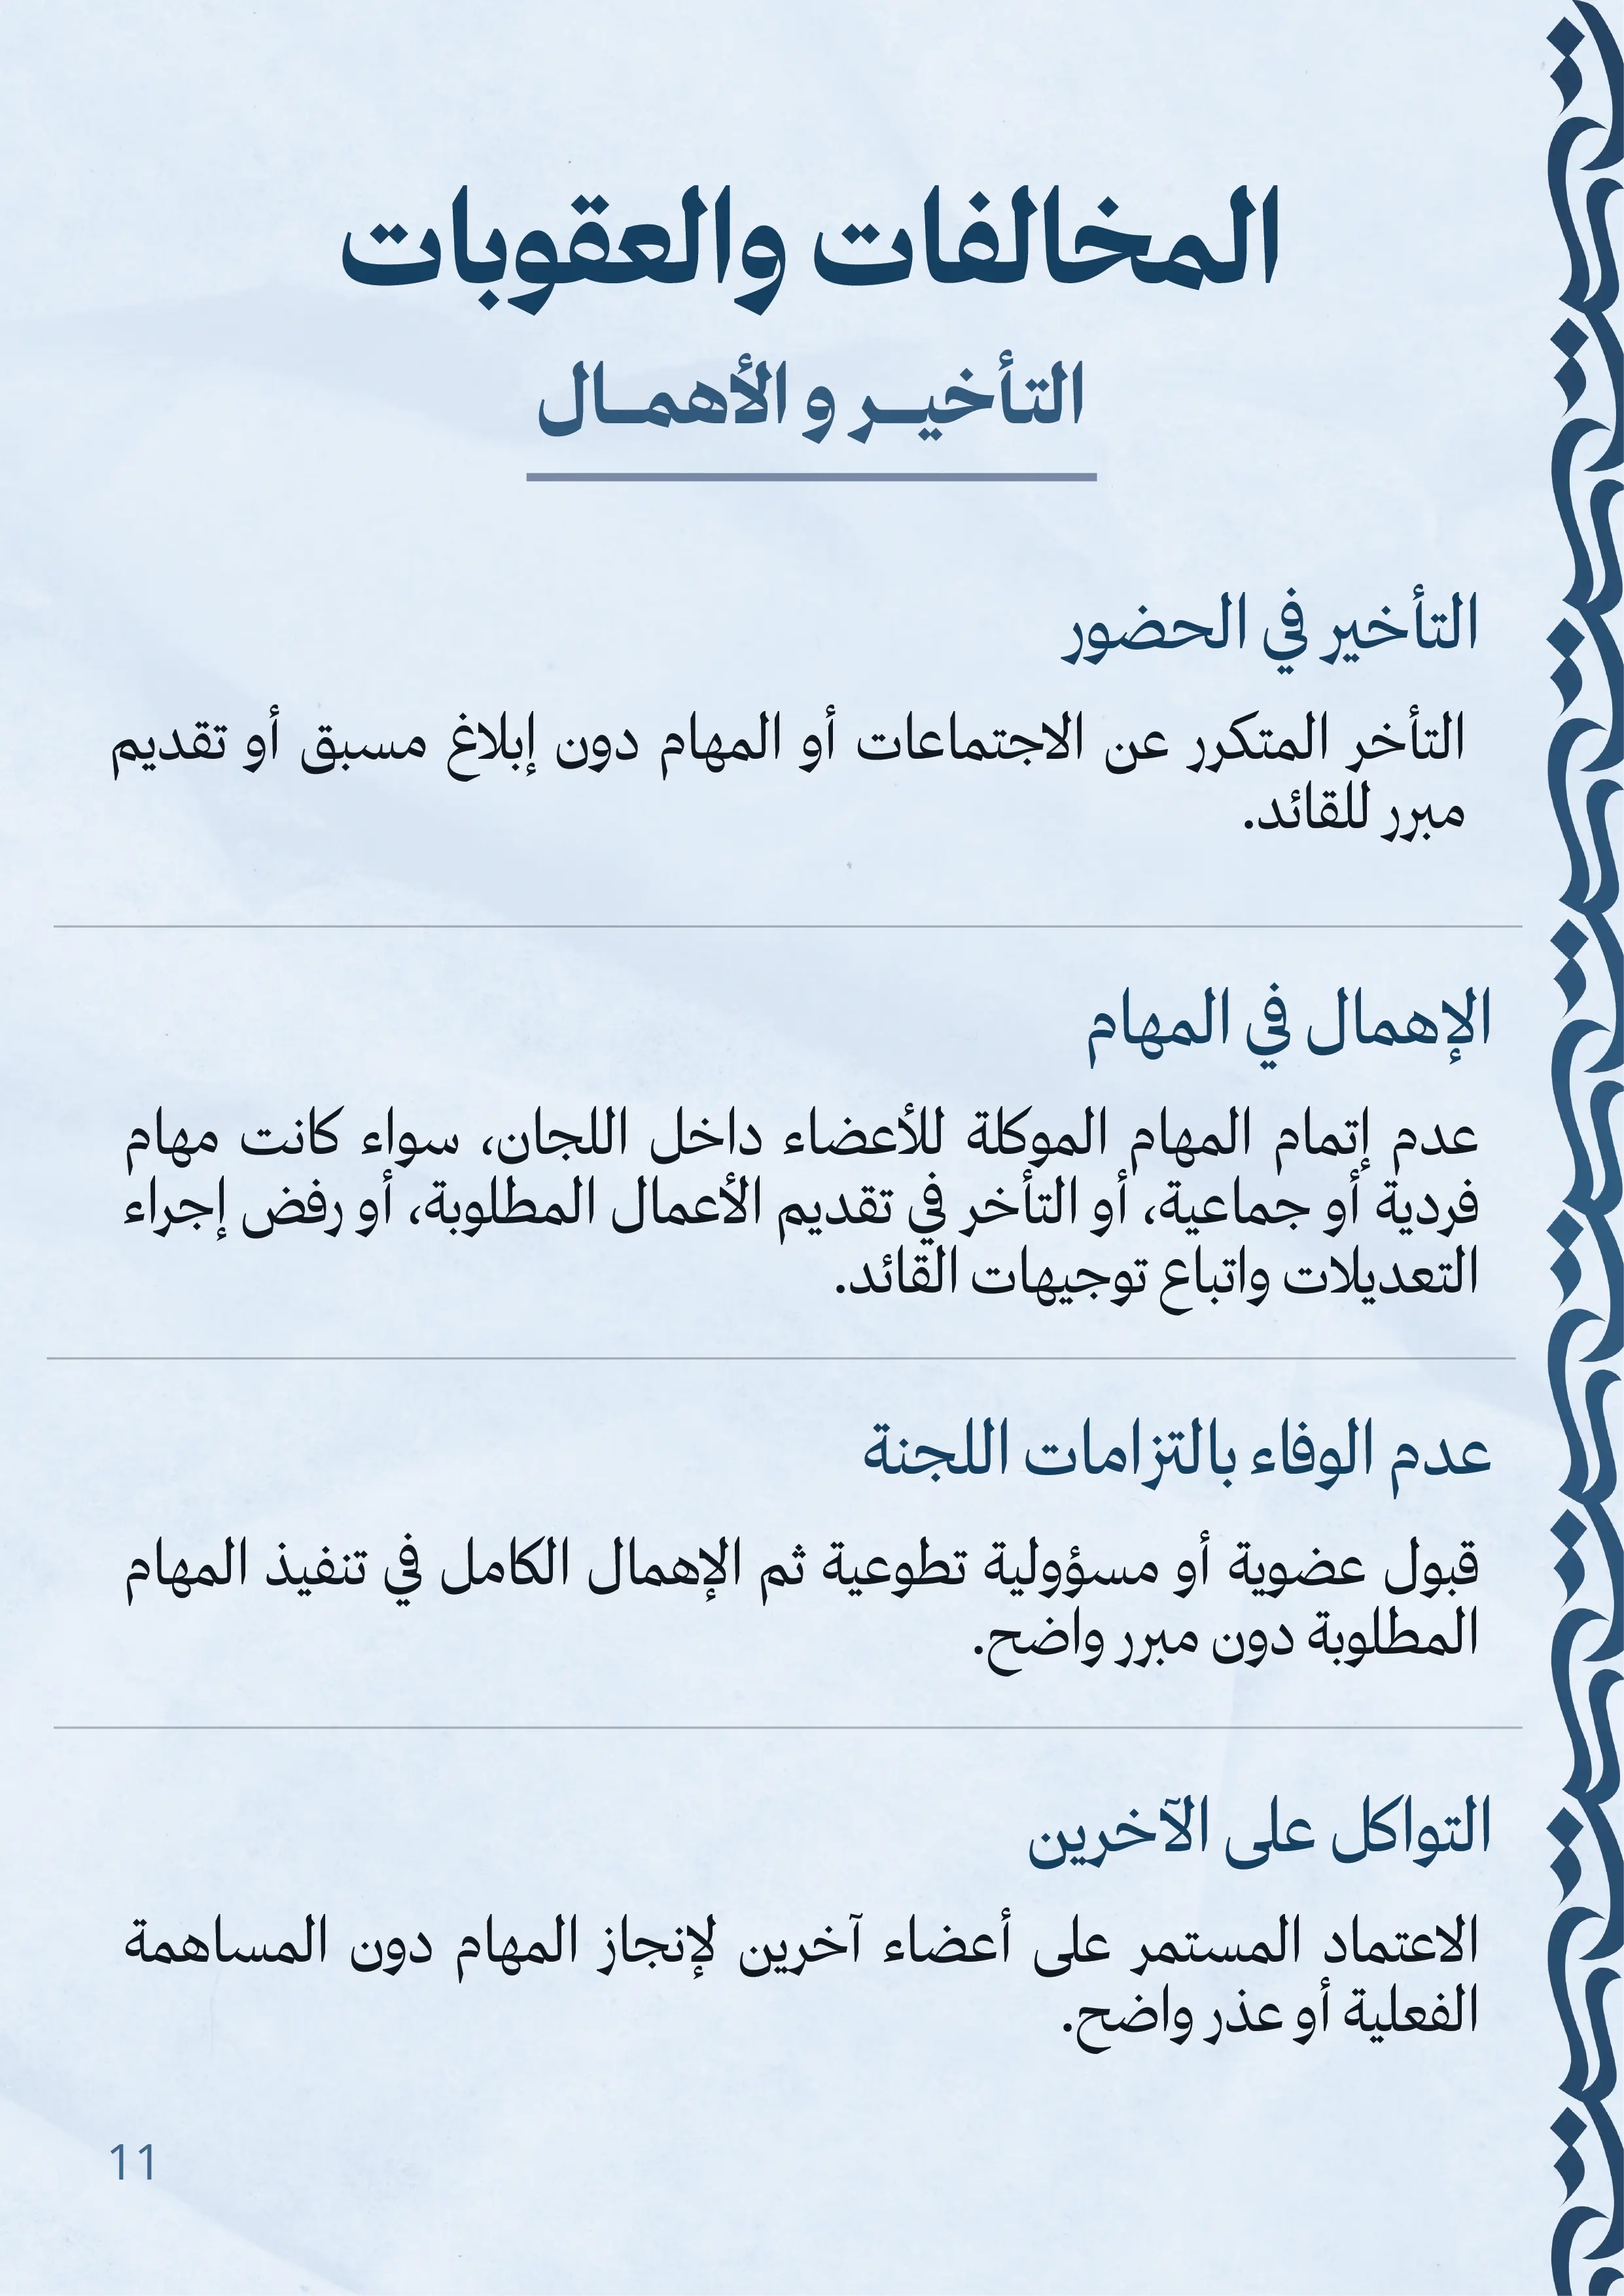 المخالفات والعقوبات
التأخيـر و الأهمـال
التأخير في الحضور
التأخر المتكرر عن الاجتماعات أو المهام دون إبلاغ مسبق أو تقديم
مبرر للقائد.
الإهمال في المهام
عدم إتمام المهام الموكلة للأعضاء داخل اللجان، سواء كانت مهام
فردية أو جماعية، أو التأخر في تقديم الأعمال المطلوبة، أو رفض إجراء
التعديلات واتباع توجيهات القائد.
عدم الوفاء بالتزامات اللجنة
قبول عضوية أو مسؤولية تطوعية ثم الإهمال الكامل في تنفيذ المهام
المطلوبة دون مبرر واضح.
التواكل على الآخرين
الاعتماد المستمر على أعضاء آخرين لإنجاز المهام دون المساهمة
الفعلية أو عذر واضح.
11